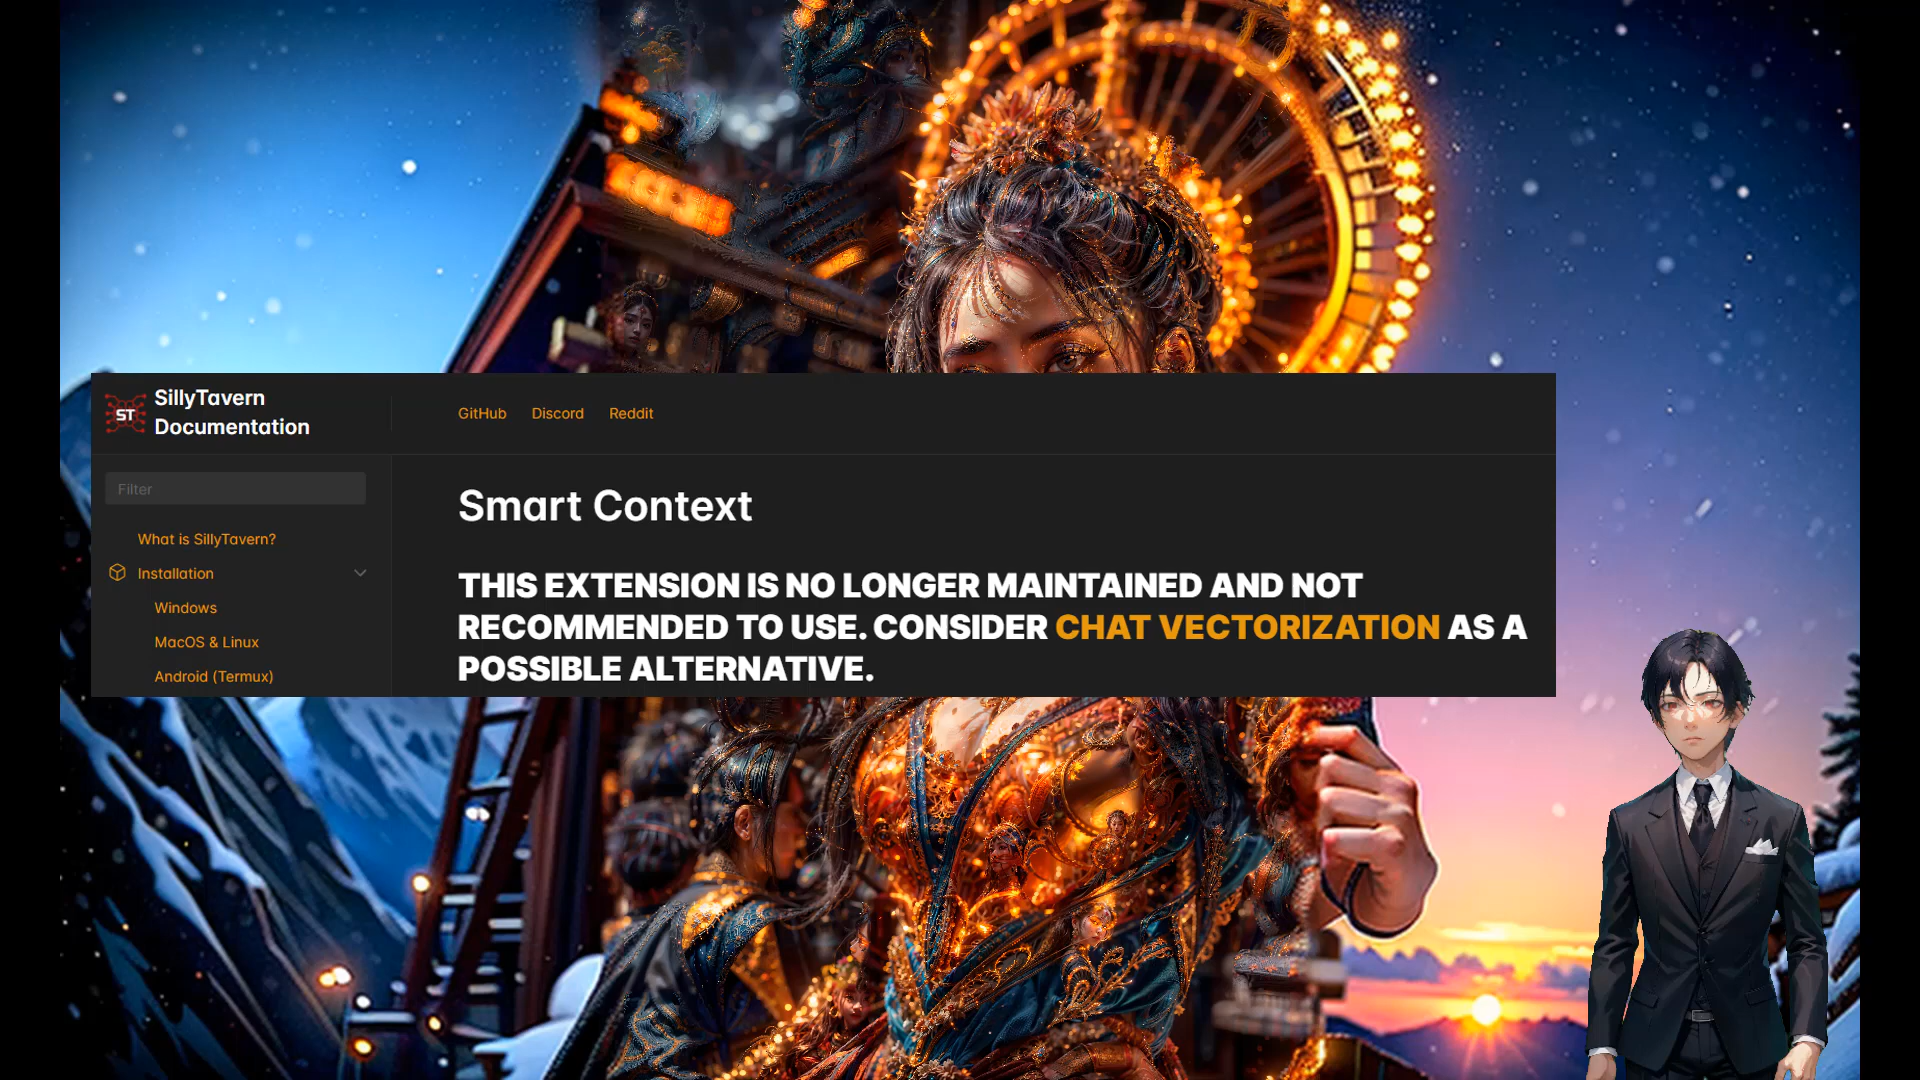 ST
SillyTavern
Documentation
GitHub Discord Reddit
Filter
What is SillyTavern?
Installation
Windows
MacOS & Linux
Android (Termux)
Smart Context
THIS EXTENSION IS NO LONGER MAINTAINED AND NOT
RECOMMENDED TO USE. CONSIDER CHAT VECTORIZATION AS A
POSSIBLE ALTERNATIVE.